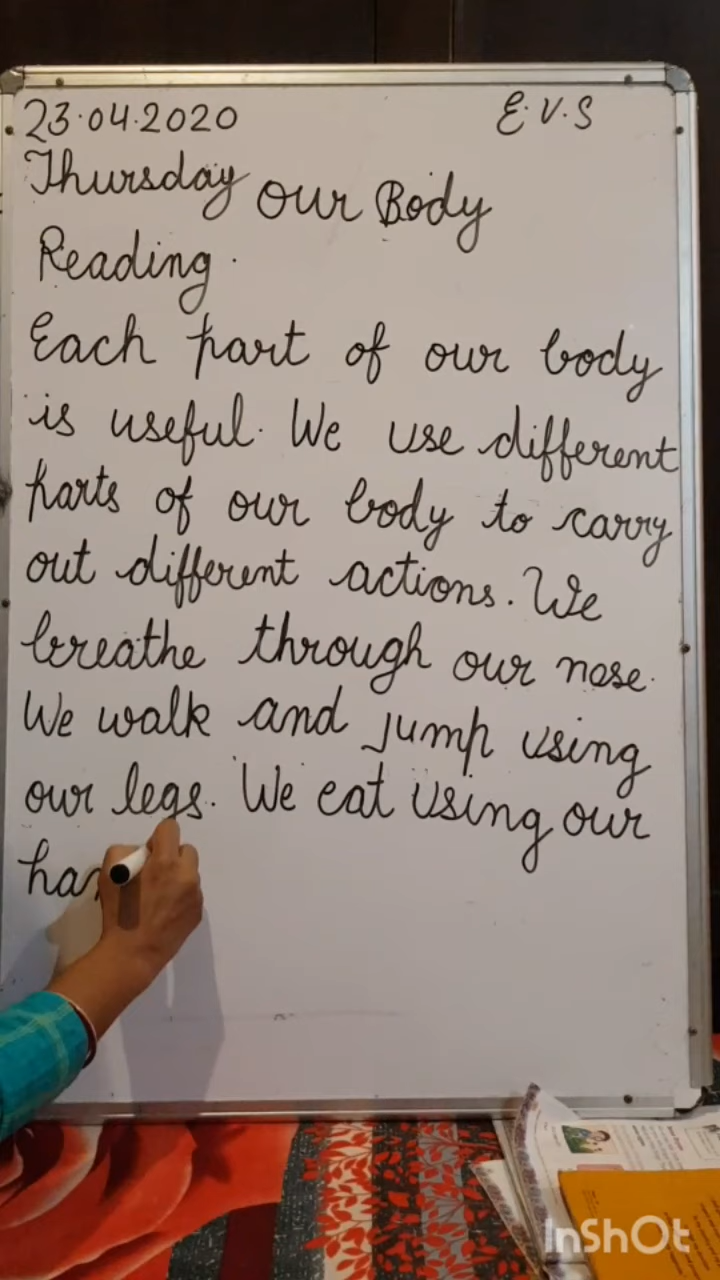 23.04.2020 E.V.S
Thursday Our Body
Reading.
Each part of our body
is useful. We use different
parts of our body to carry
out different actions. We
breathe through our nose.
We walk and jump using
our legs. We eat using our
han
InShOt